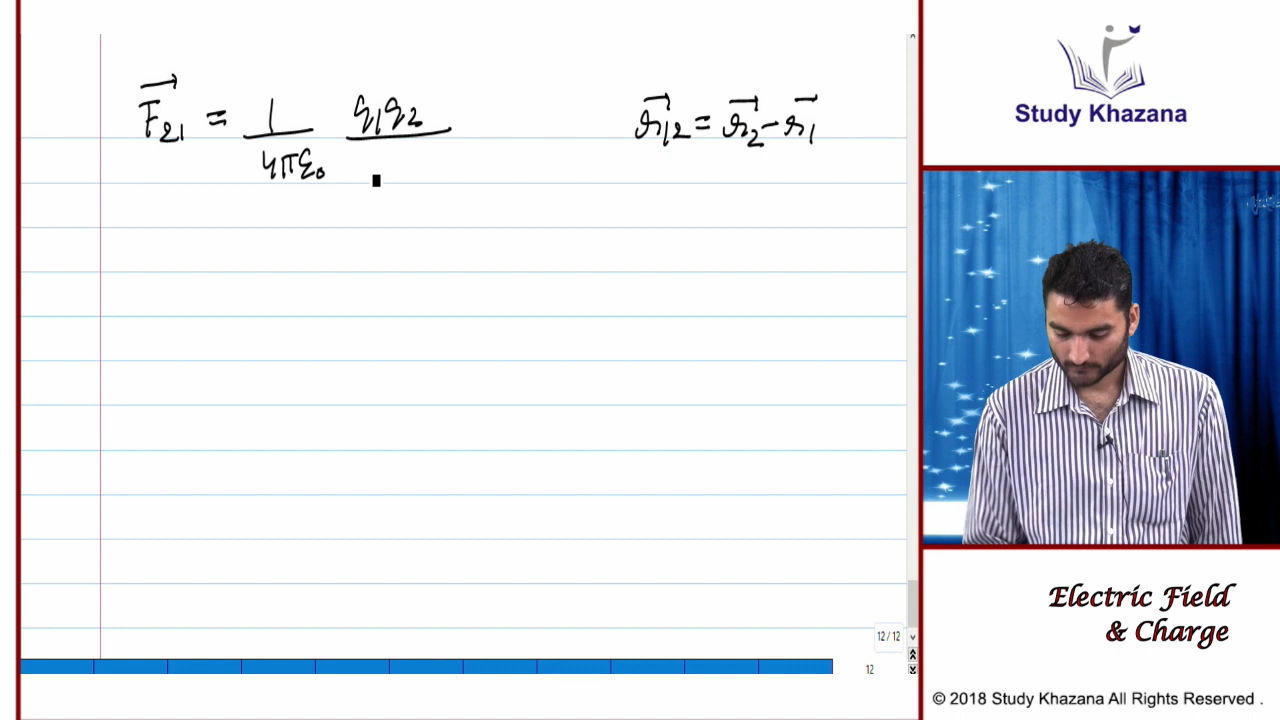 F⃗₂₁ = 1/4πε₀ q₁q₂
r⃗₁₂ = r⃗₂ − r⃗₁
Study Khazana
Electric Field
& Charge
12 / 12
12
© 2018 Study Khazana All Rights Reserved .